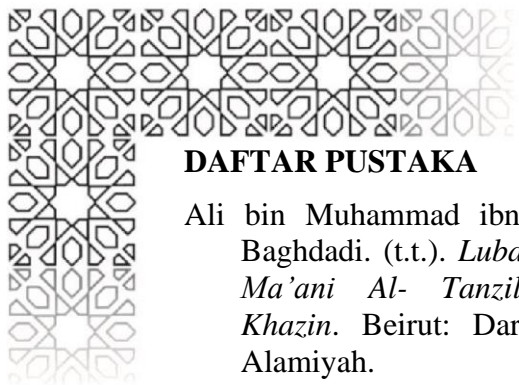 DAFTAR PUSTAKA
Ali bin Muhammad ibn
Baghdadi. (t.t.). Luba
Ma’ani Al- Tanzil
Khazin. Beirut: Dar
Alamiyah.